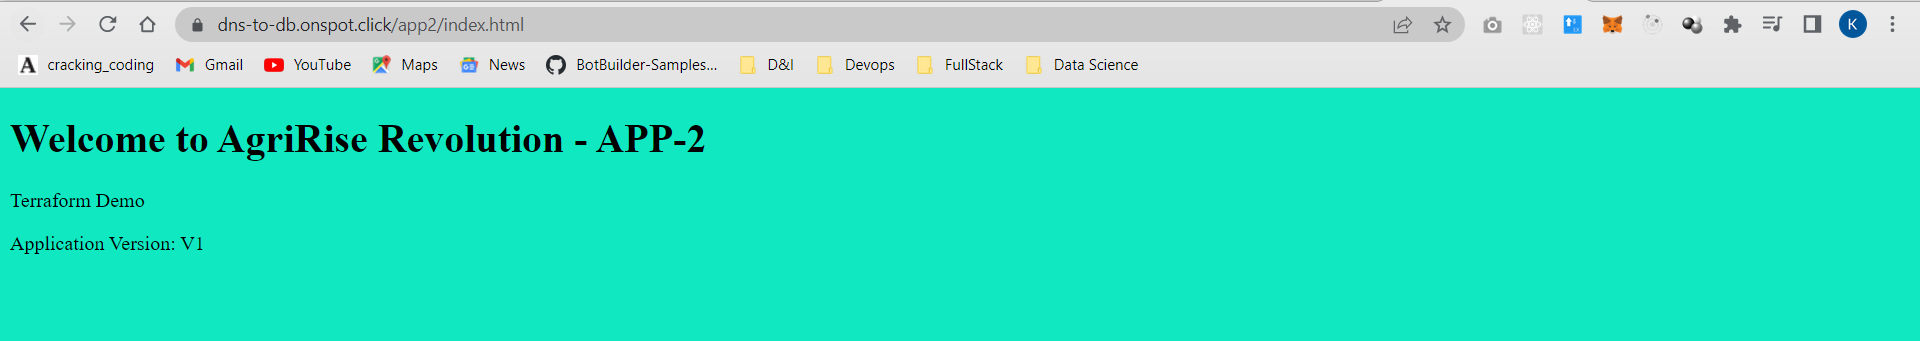 dns-to-db.onspot.click/app2/index.html
K
A cracking_coding Gmail YouTube Maps News BotBuilder-Samples... D&I Devops FullStack Data Science
Welcome to AgriRise Revolution - APP-2
Terraform Demo
Application Version: V1